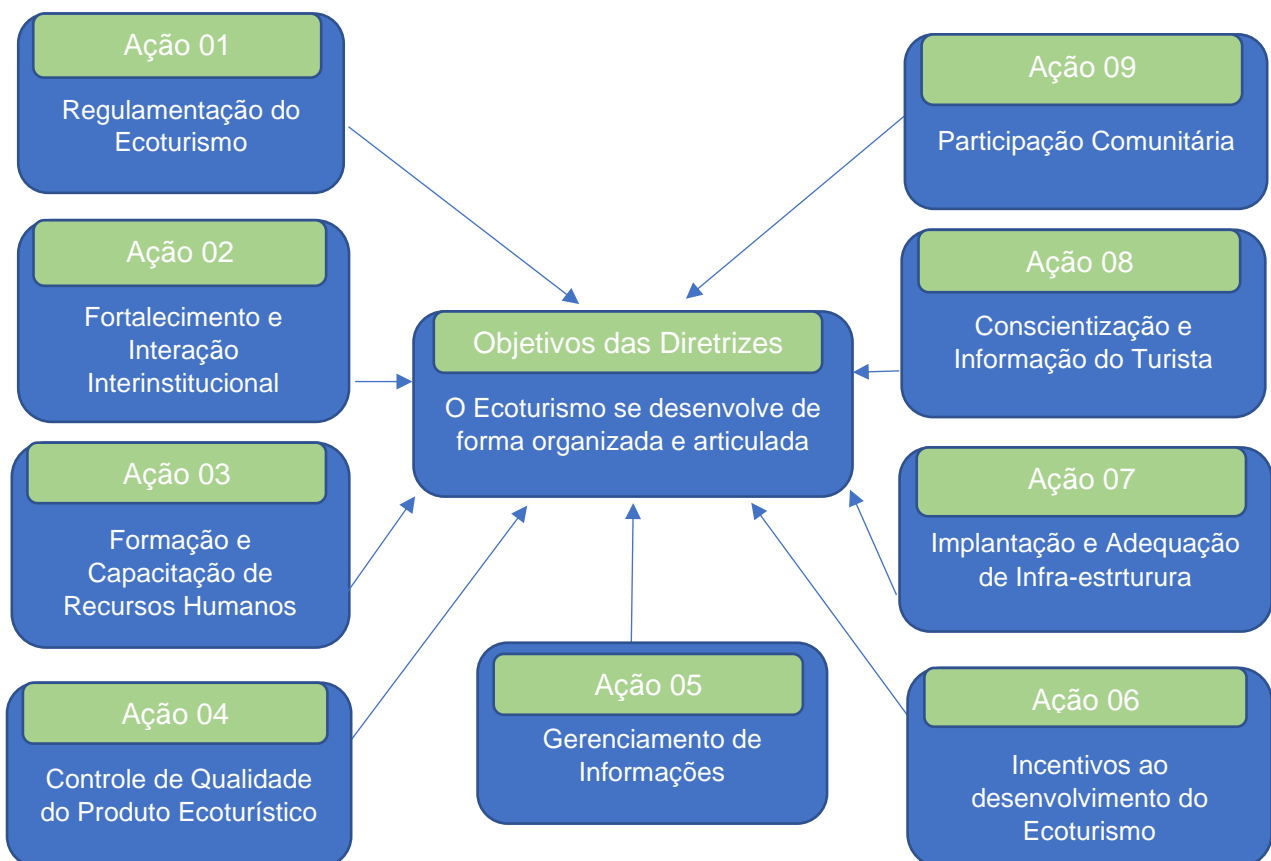 Ação 01
Regulamentação do
Ecoturismo
Ação 02
Fortalecimento e
Interação
Interinstitucional
Ação 03
Formação e
Capacitação de
Recursos Humanos
Ação 04
Controle de Qualidade
do Produto Ecoturístico
Objetivos das Diretrizes
O Ecoturismo se desenvolve de
forma organizada e articulada
Ação 05
Gerenciamento de
Informações
Ação 09
Participação Comunitária
Ação 08
Conscientização e
Informação do Turista
Ação 07
Implantação e Adequação
de Infra-estrturura
Ação 06
Incentivos ao
desenvolvimento do
Ecoturismo